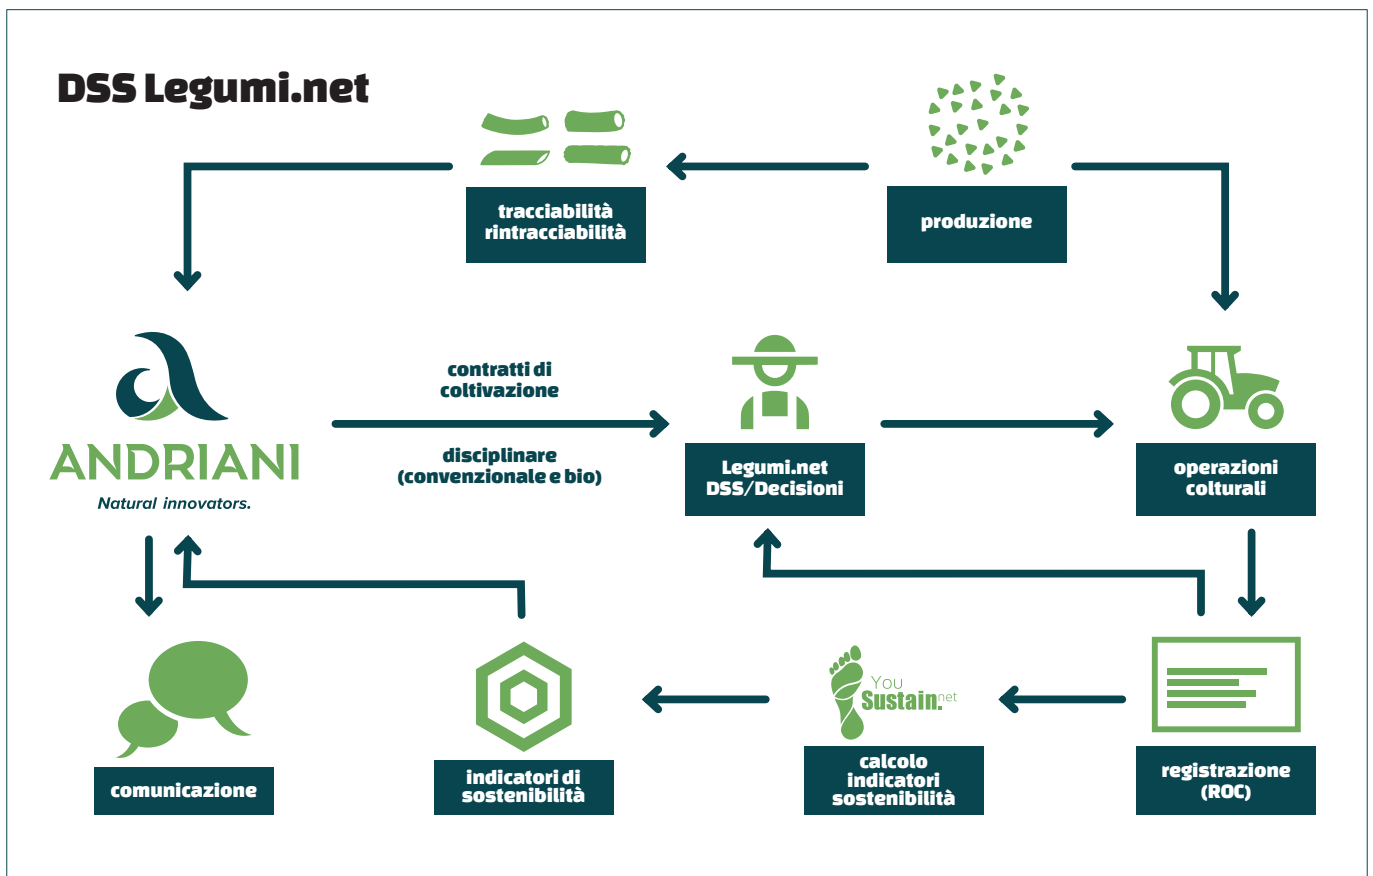 DSS Legumi.net
tracciabilità
rintracciabilità
produzione
contratti di
coltivazione
disciplinare
(convenzionale e bio)
ANDRIANI
Natural innovators.
Legumi.net
DSS/Decisioni
operazioni
colturali
comunicazione
indicatori di
sostenibilità
You
Sustain.net
calcolo
indicatori
sostenibilità
registrazione
(ROC)